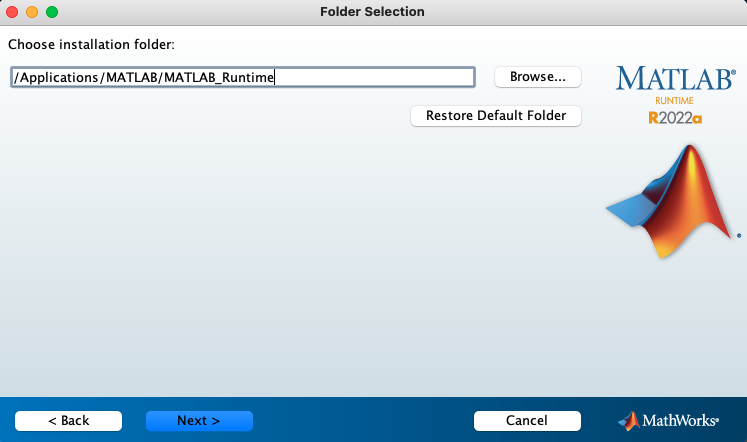 Folder Selection
Choose installation folder:
/Applications/MATLAB/MATLAB_Runtime
Browse...
Restore Default Folder
MATLAB®
RUNTIME
R2022a
®
< Back
Next >
Cancel
MathWorks®